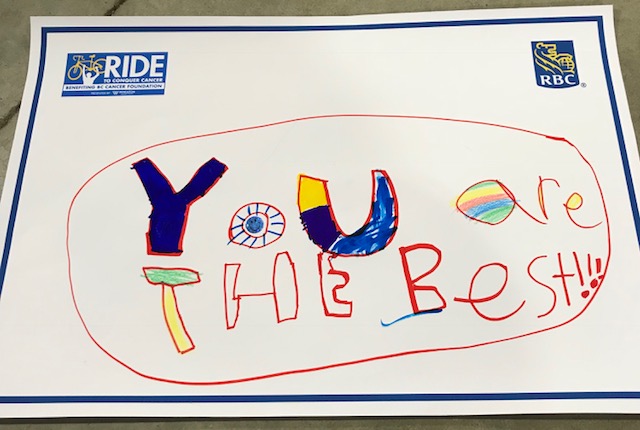 RIDE
TO CONQUER CANCER
BENEFITING BC CANCER FOUNDATION
RBC
®
YoU are
THE Best!!!